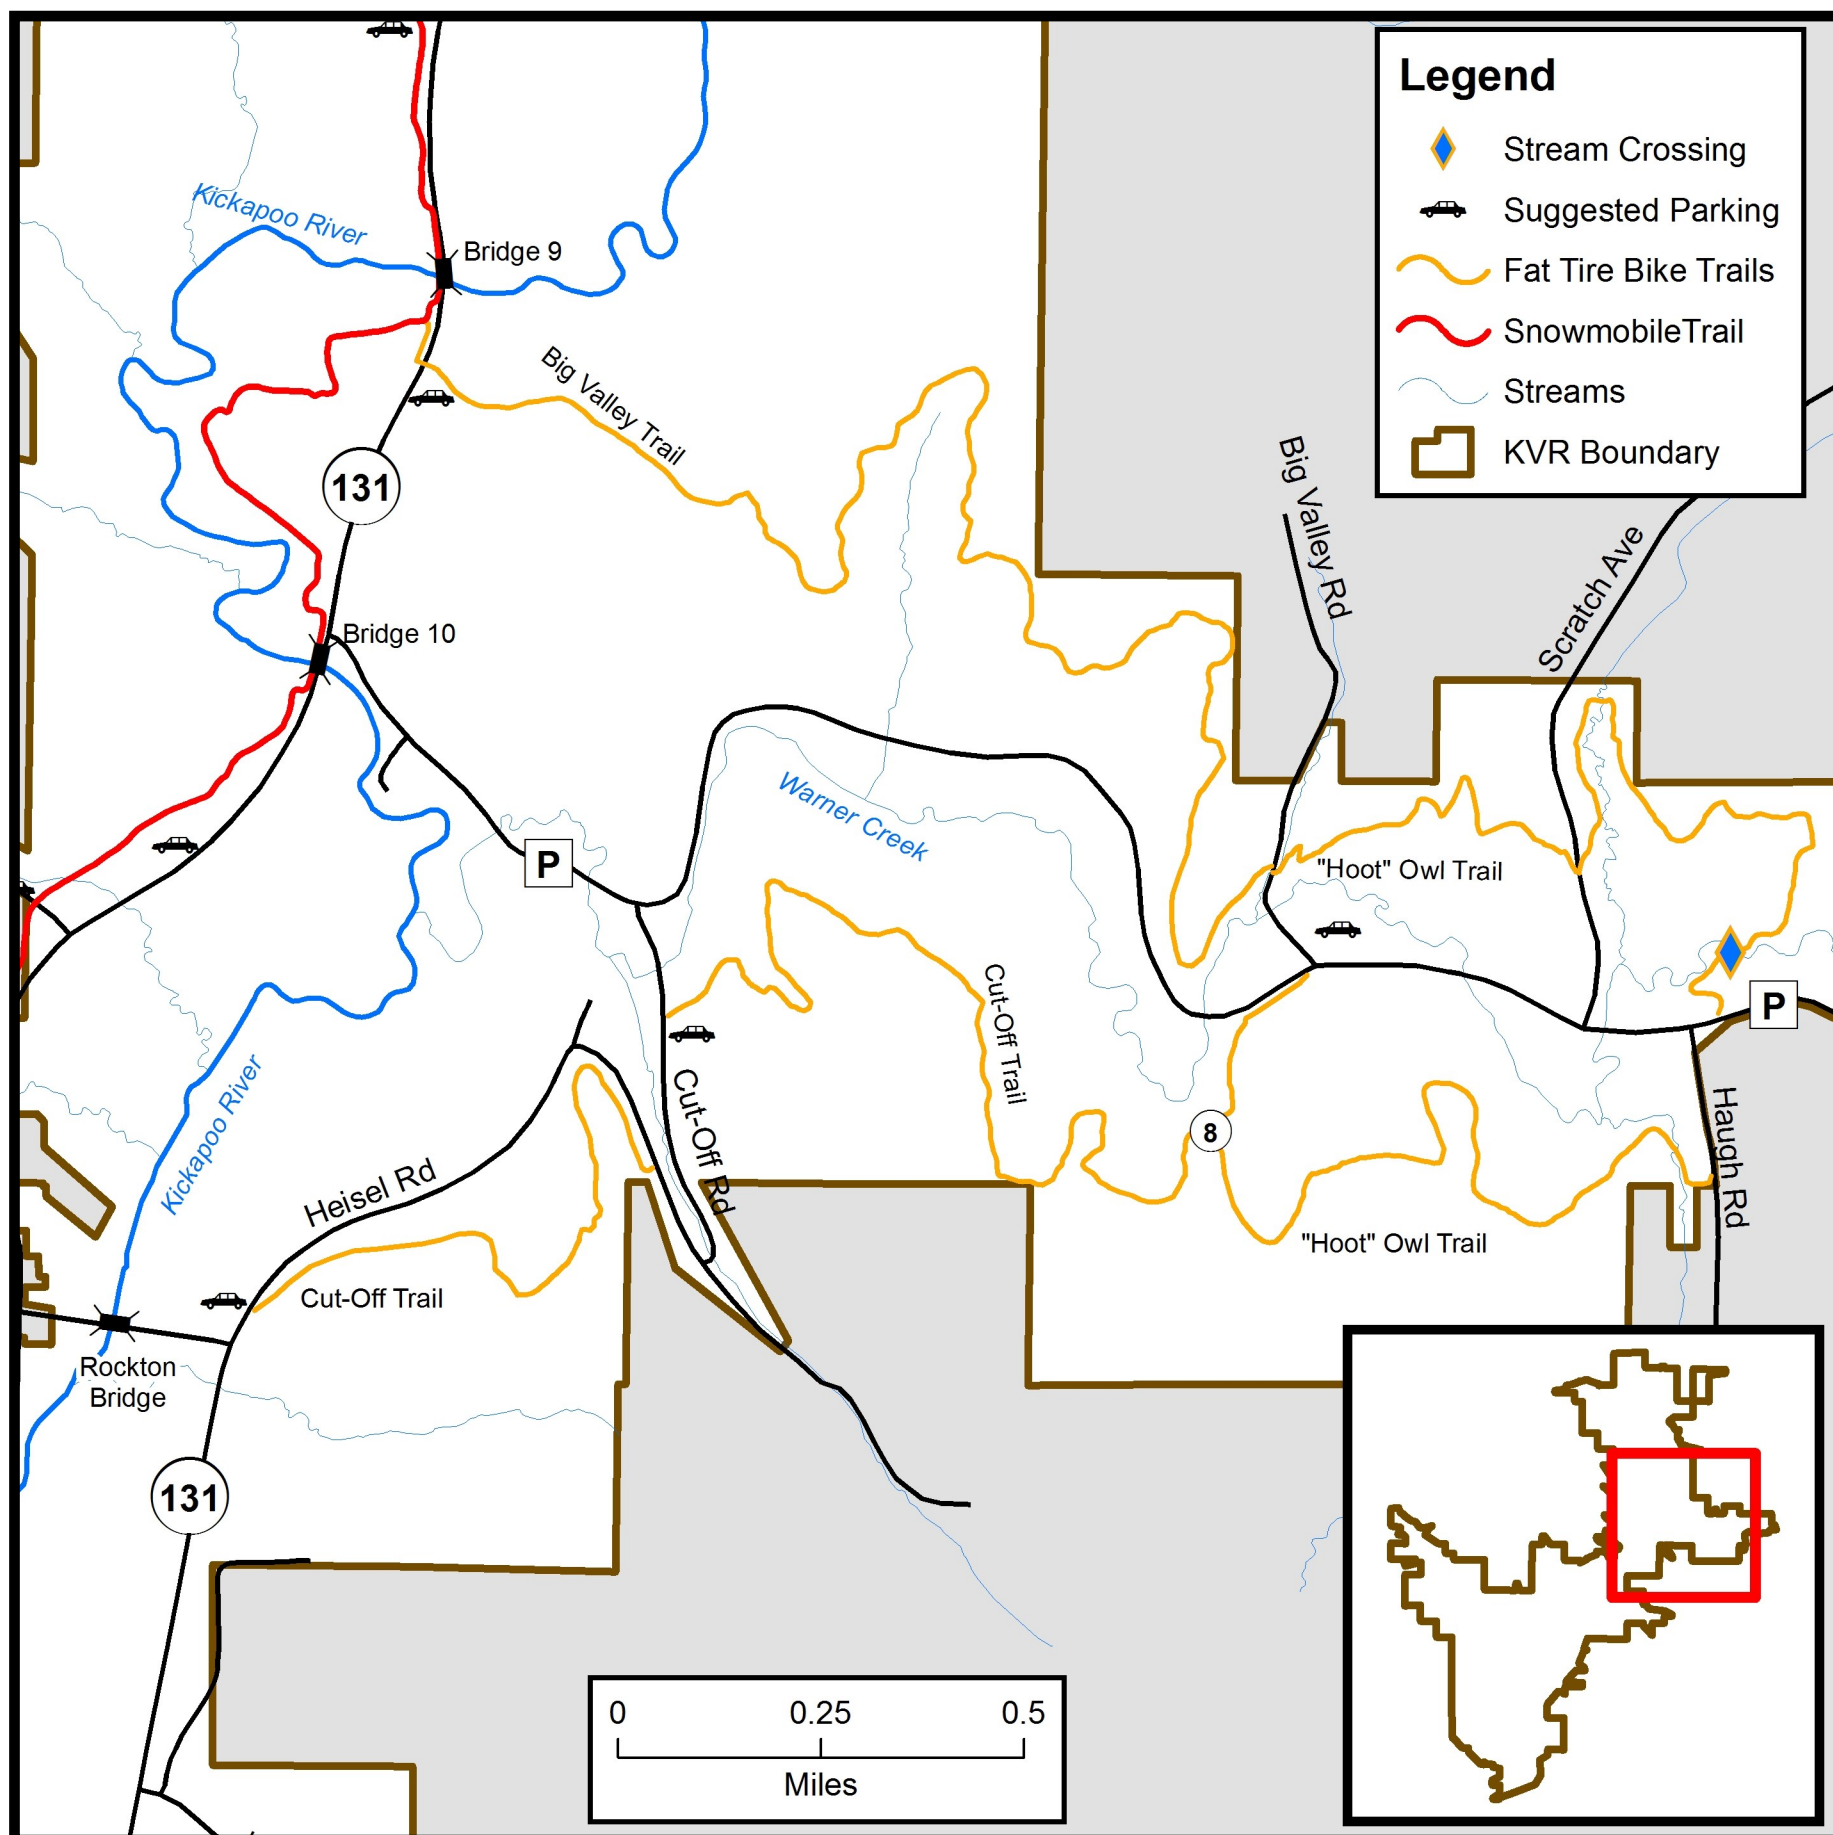 Legend
Stream Crossing
Suggested Parking
Fat Tire Bike Trails
SnowmobileTrail
Streams
KVR Boundary
Kickapoo River
Bridge 9
Big Valley Trail
131
Big Valley Rd
Scratch Ave
Bridge 10
Warner Creek
P
"Hoot" Owl Trail
Cut-Off Trail
P
Cut-Off Rd
8
Haugh Rd
Kickapoo River
Heisel Rd
"Hoot" Owl Trail
Cut-Off Trail
Rockton
Bridge
131
0 0.25 0.5
Miles